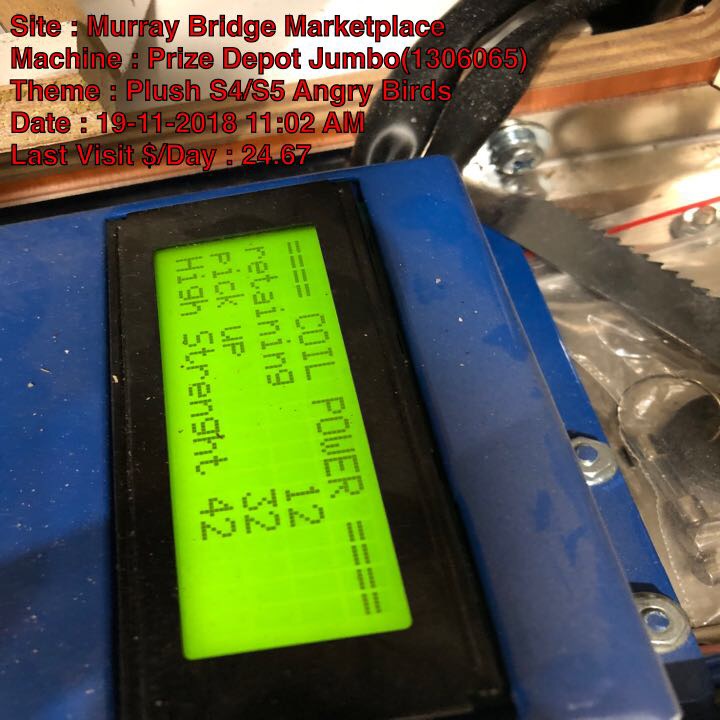 Site : Murray Bridge Marketplace
Machine : Prize Depot Jumbo(1306065)
Theme : Plush S4/S5 Angry Birds
Date : 19-11-2018 11:02 AM
Last Visit $/Day : 24.67
==== COIL POWER ====
retaining 12
Pick up 32
High Strenght 42